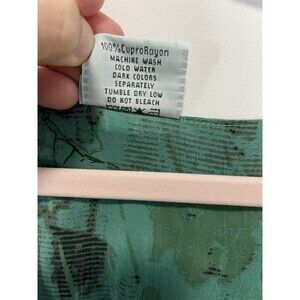 100%CuproRayon
MACHINE WASH
COLD WATER
DARK COLORS
SEPARATELY
TUMBLE DRY LOW
DO NOT BLEACH